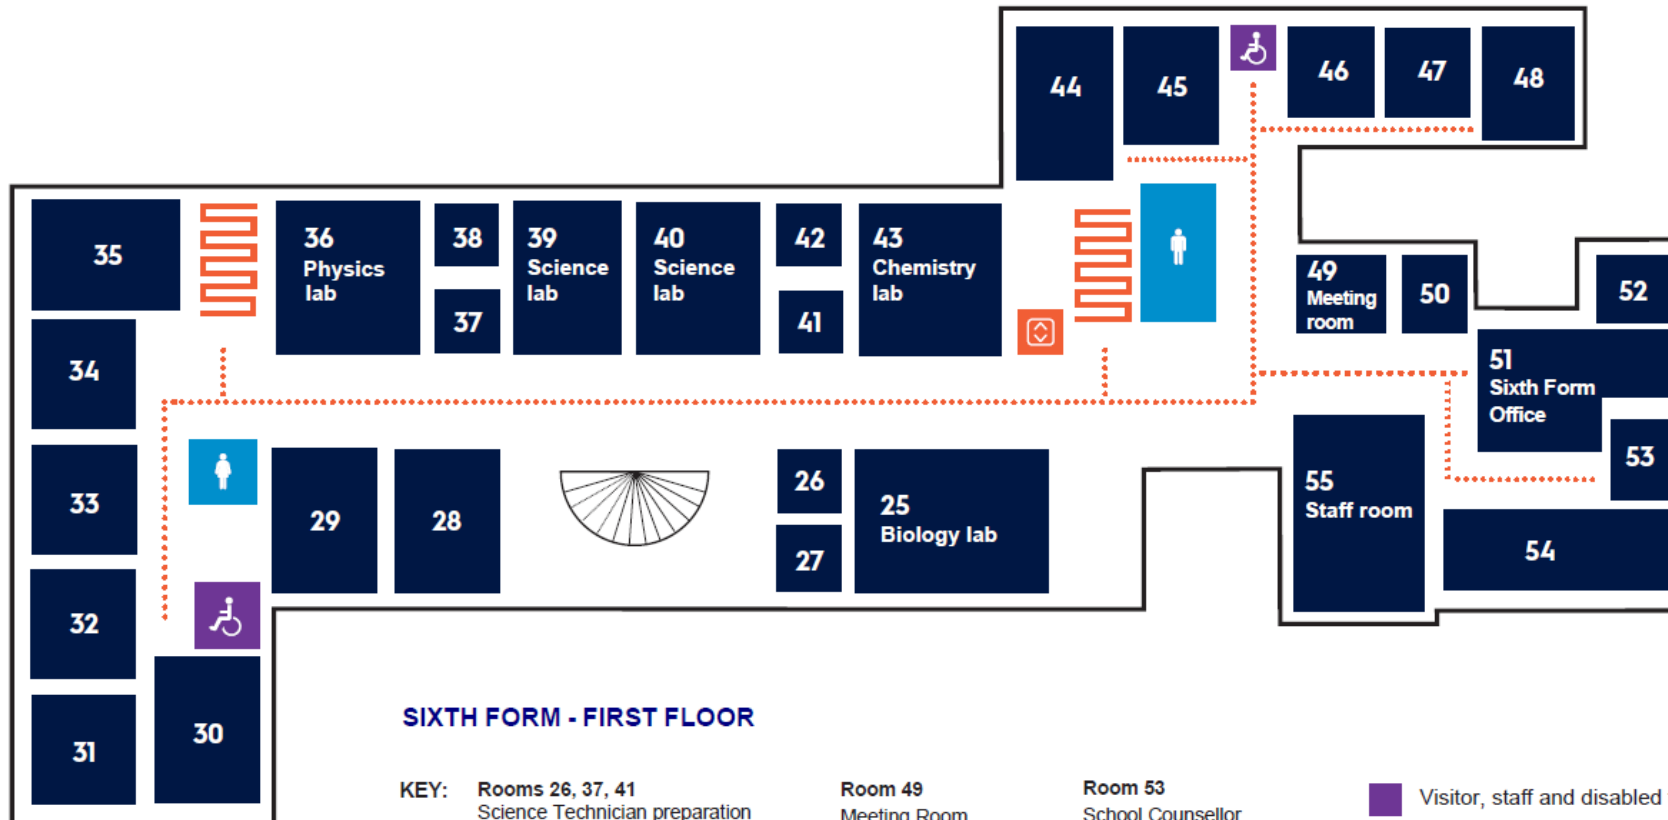 44
45
46
47
48
35
36
Physics
lab
38
39
Science
lab
40
Science
lab
42
43
Chemistry
lab
37
41
49
Meeting
room
50
52
34
51
Sixth Form
Office
33
29
28
26
25
Biology lab
27
55
Staff room
53
54
32
31
30
SIXTH FORM - FIRST FLOOR
KEY:
Rooms 26, 37, 41
Science Technician preparation
Room 49
Meeting Room
Room 53
School Counsellor
Visitor, staff and disabled